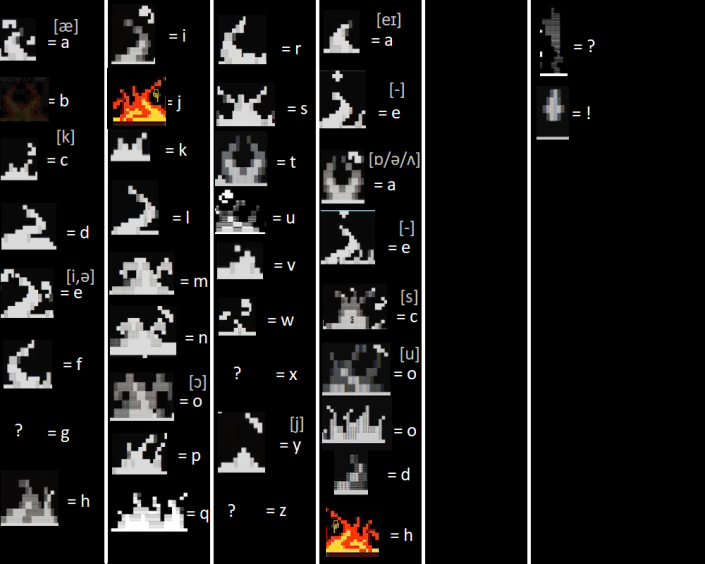 [æ]
= a
= b
[k]
= c
= d
[i,ə]
= e
= f
? = g
= h
= i
= j
= k
= l
= m
= n
[ɔ]
= o
= p
= q
= r
= s
= t
= u
= v
= w
? = x
[j]
= y
? = z
[eɪ]
= a
[-]
= e
[ɒ/ə/ʌ]
= a
[-]
= e
[s]
= c
[u]
= o
= o
= d
= h
= ?
= !